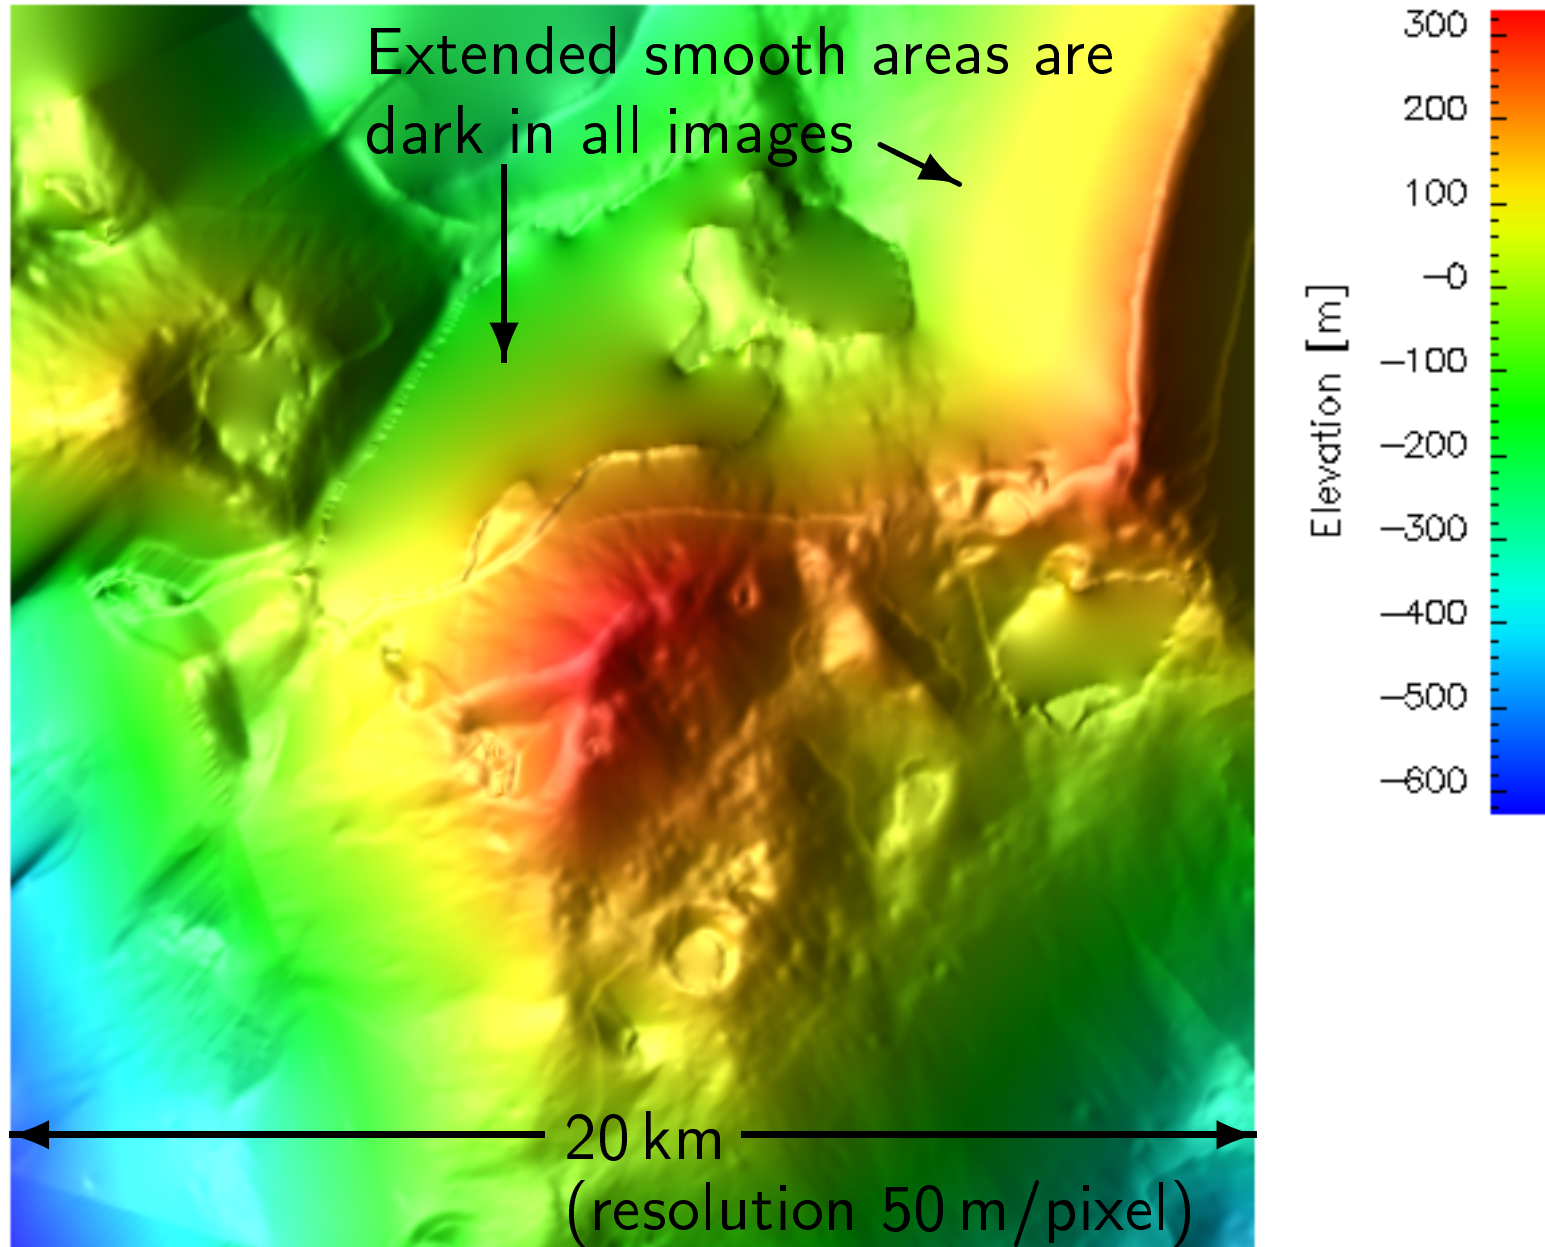 Extended smooth areas are
dark in all images
20 km
(resolution 50 m/pixel)
300
200
100
−0
−100
−200
−300
−400
−500
−600
Elevation [m]